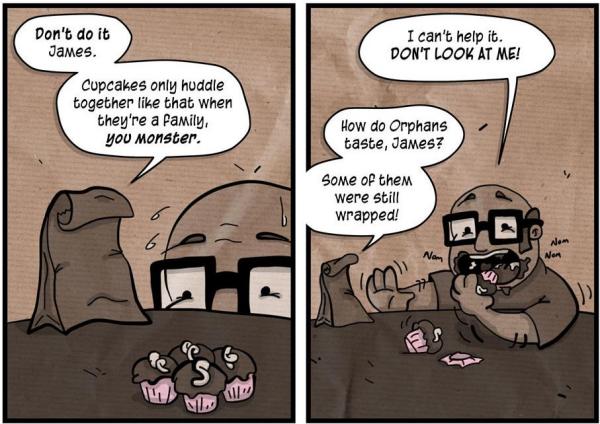 Don't do it
James.
Cupcakes only huddle
together like that when
they're a family,
you monster.
S
I can't help it.
DON'T LOOK AT ME!
How do Orphans
taste, James?
Some of them
were still
wrapped!
Nom
Nom
Nom
S